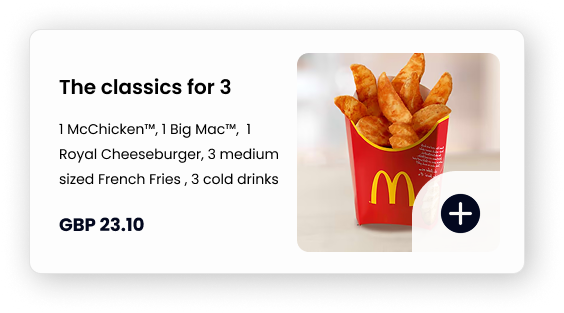 The classics for 3
1 McChicken™, 1 Big Mac™,  1
Royal Cheeseburger, 3 medium
sized French Fries , 3 cold drinks
GBP 23.10